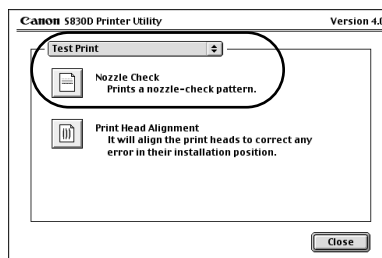 Canon S830D Printer Utility Version 4.0
Test Print
Nozzle Check
Prints a nozzle-check pattern.
Print Head Alignment
It will align the print heads to correct any
error in their installation position.
Close